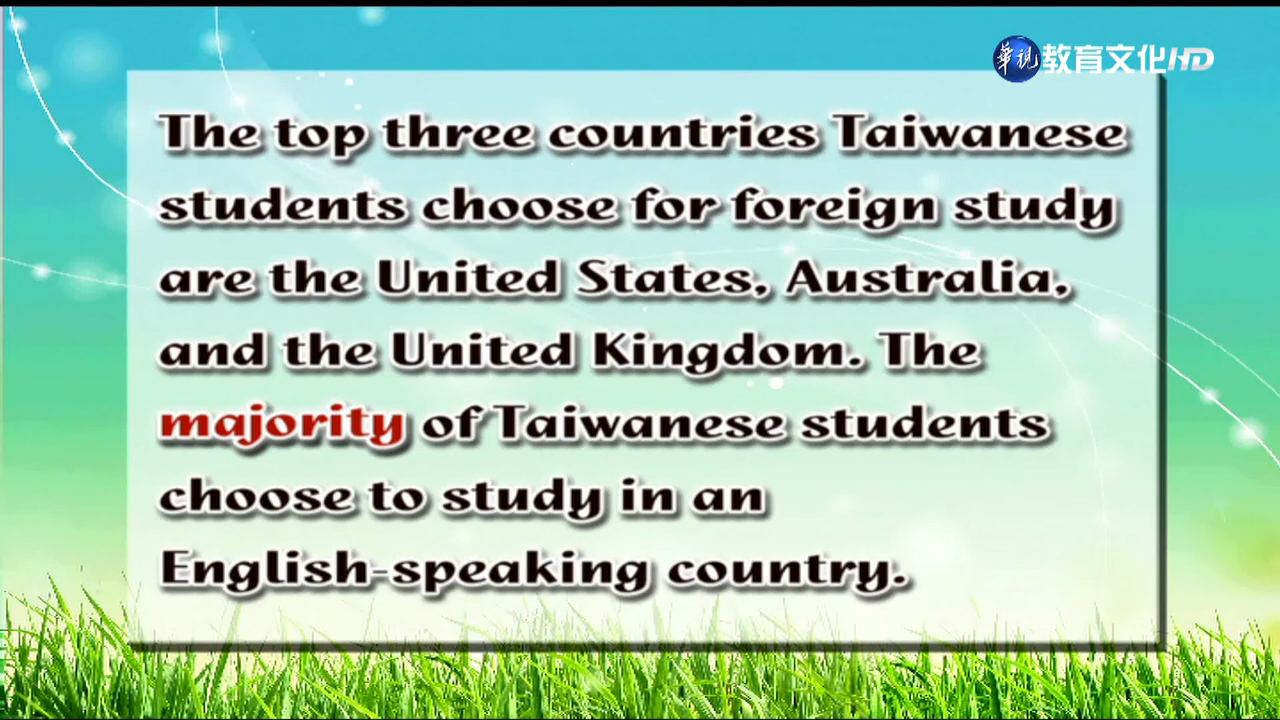 華視 教育文化HD
The top three countries Taiwanese
students choose for foreign study
are the United States, Australia,
and the United Kingdom. The
majority of Taiwanese students
choose to study in an
English-speaking country.